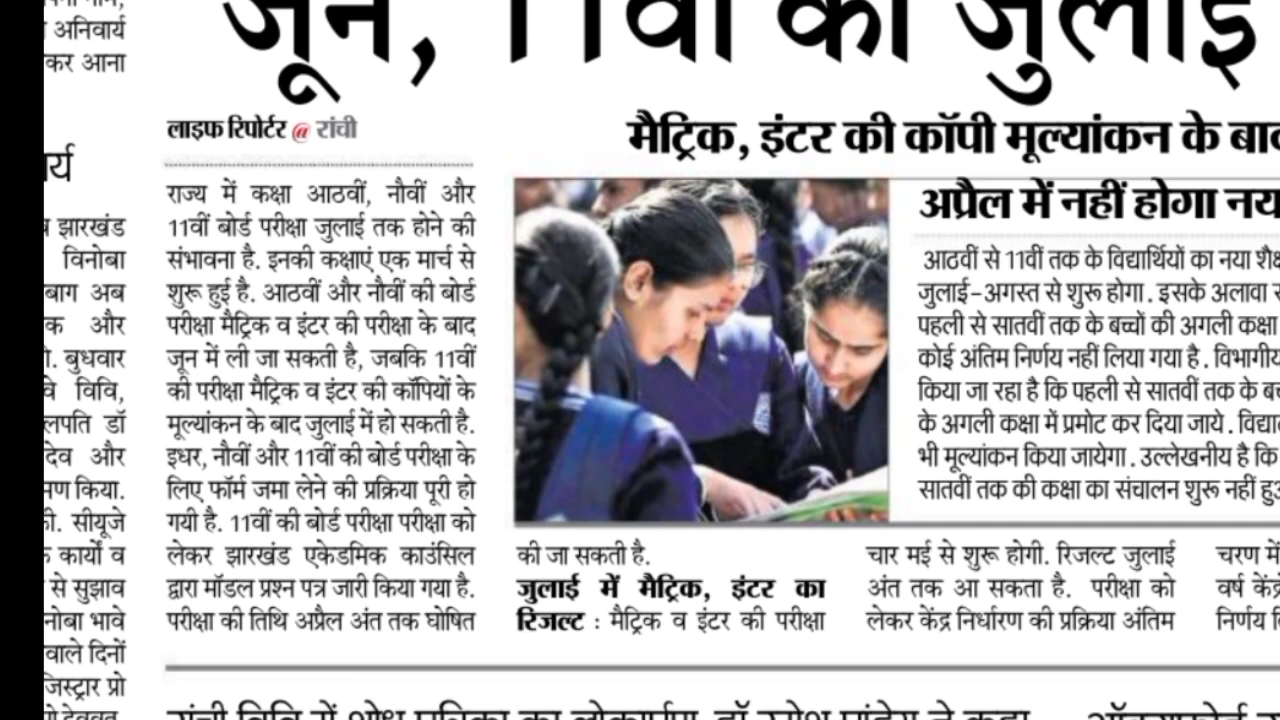 अनिवार्य
कर आना
झारखंड
विनोबा
बाग अब
क और
बुधवार
वे विवि,
लपति डॉ
देव और
मण किया.
की. सीयूजे
कार्यों व
से सुझाव
नोबा भावे
वाले दिनों
जिस्ट्रार प्रो
जून, 11वीं की जुलाई
लाइफ रिपोर्टर @ रांची
राज्य में कक्षा आठवीं, नौवीं और
11वीं बोर्ड परीक्षा जुलाई तक होने की
संभावना है. इनकी कक्षाएं एक मार्च से
शुरू हुई है. आठवीं और नौवीं की बोर्ड
परीक्षा मैट्रिक व इंटर की परीक्षा के बाद
जून में ली जा सकती है, जबकि 11वीं
की परीक्षा मैट्रिक व इंटर की कॉपियों के
मूल्यांकन के बाद जुलाई में हो सकती है.
इधर, नौवीं और 11वीं की बोर्ड परीक्षा के
लिए फॉर्म जमा लेने की प्रक्रिया पूरी हो
गयी है. 11वीं की बोर्ड परीक्षा परीक्षा को
लेकर झारखंड एकेडमिक काउंसिल
द्वारा मॉडल प्रश्न पत्र जारी किया गया है.
परीक्षा की तिथि अप्रैल अंत तक घोषित
मैट्रिक, इंटर की कॉपी मूल्यांकन के बाद
अप्रैल में नहीं होगा नय
आठवीं से 11वीं तक के विद्यार्थियों का नया शैक्ष
जुलाई-अगस्त से शुरू होगा. इसके अलावा
पहली से सातवीं तक के बच्चों की अगली कक्षा
कोई अंतिम निर्णय नहीं लिया गया है. विभागीय
किया जा रहा है कि पहली से सातवीं तक के
के अगली कक्षा में प्रमोट कर दिया जाये. विद्या
भी मूल्यांकन किया जायेगा. उल्लेखनीय है कि
सातवीं तक की कक्षा का संचालन शुरू नहीं
की जा सकती है.
जुलाई में मैट्रिक, इंटर का
रिजल्ट : मैट्रिक व इंटर की परीक्षा
चार मई से शुरू होगी. रिजल्ट जुलाई
अंत तक आ सकता है. परीक्षा को
लेकर केंद्र निर्धारण की प्रक्रिया अंतिम
चरण में
वर्ष केंद्र
निर्णय